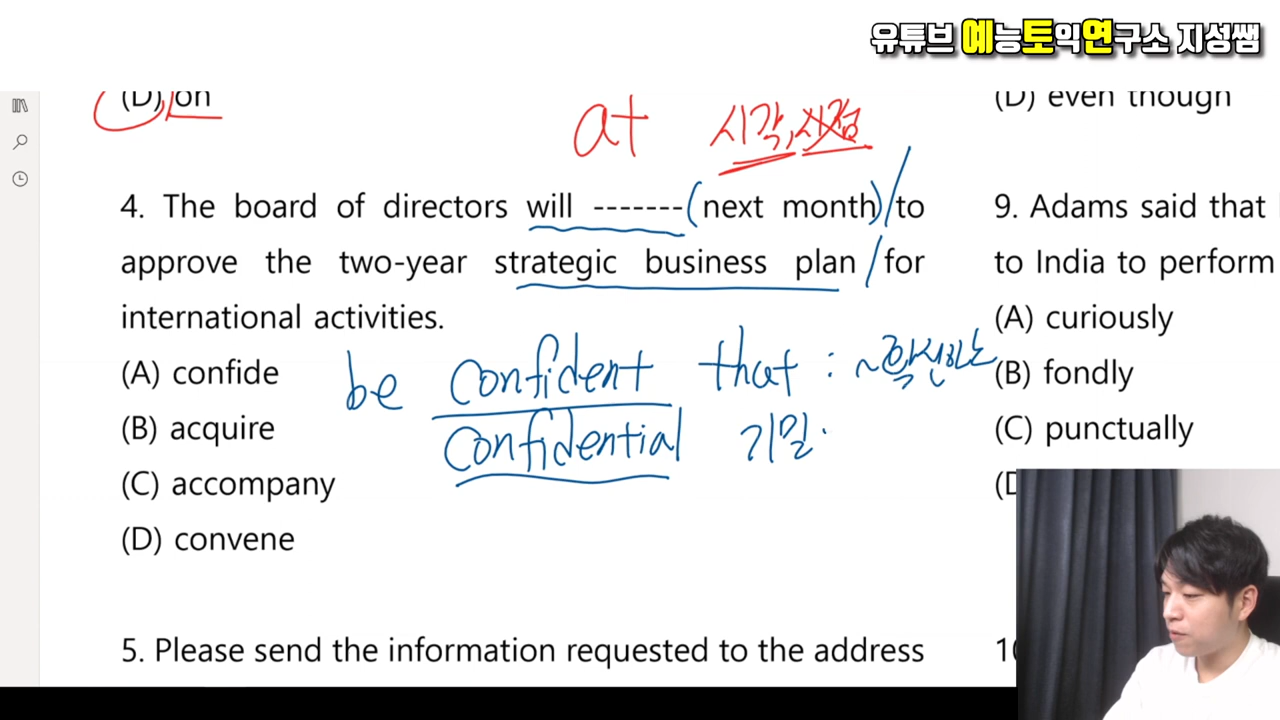 유튜브 예능토익연구소 지성쌤
(D) on
at 시각, 시점
(D) even though
4. The board of directors will ------- (next month) / to
approve the two-year strategic business plan / for
international activities.
(A) confide
(B) acquire
(C) accompany
(D) convene
be confident that : ~확신하는
confidential 기밀.
5. Please send the information requested to the address
9. Adams said that
to India to perform
(A) curiously
(B) fondly
(C) punctually
(D
10